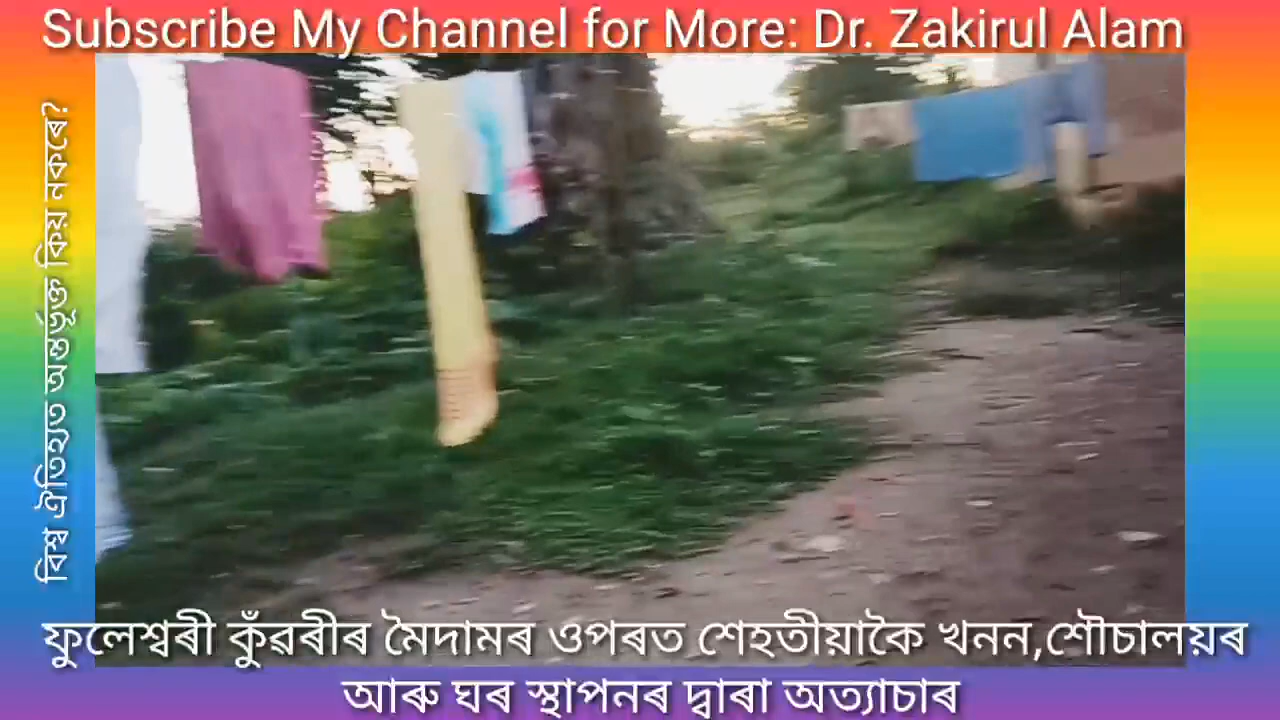 Subscribe My Channel for More: Dr. Zakirul Alam
বিশ্ব ঐতিহ্যত অন্তৰ্ভূক্ত কিয় নকৰে?
ফুলেশ্বৰী কুঁৱৰীৰ মৈদামৰ ওপৰত শেহতীয়াকৈ খনন,শৌচালয়ৰ
আৰু ঘৰ স্থাপনৰ দ্বাৰা অত্যাচাৰ